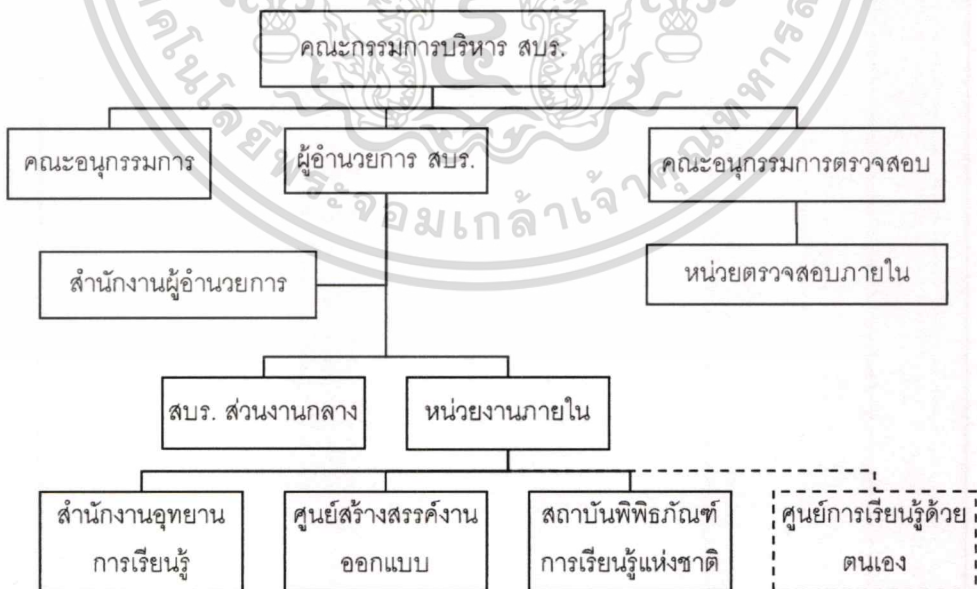 คณะกรรมการบริหาร สบร.
คณะอนุกรรมการ
ผู้อำนวยการ สบร.
คณะอนุกรรมการตรวจสอบ
สำนักงานผู้อำนวยการ
หน่วยตรวจสอบภายใน
สบร. ส่วนงานกลาง
หน่วยงานภายใน
สำนักงานอุทยาน
การเรียนรู้
ศูนย์สร้างสรรค์งาน
ออกแบบ
สถาบันพิพิธภัณฑ์
การเรียนรู้แห่งชาติ
ศูนย์การเรียนรู้ด้วย
ตนเอง